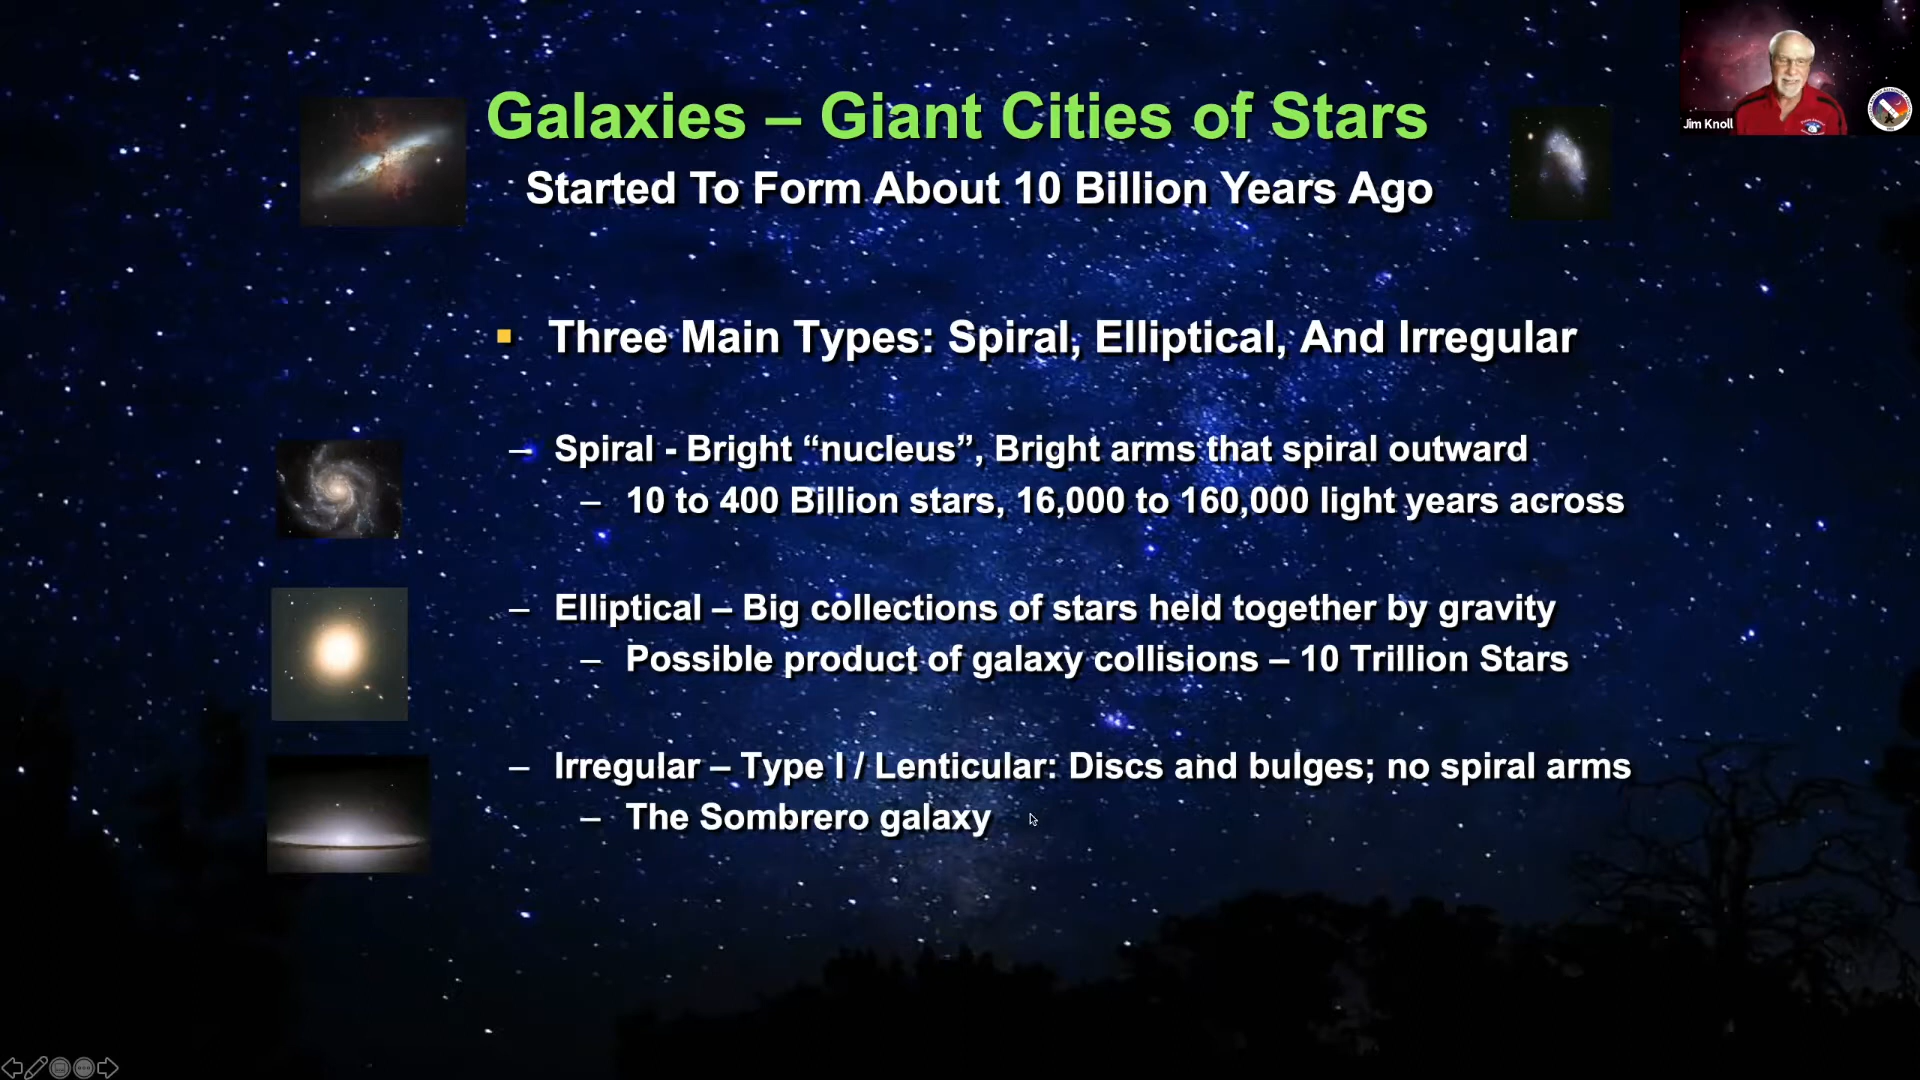 Galaxies – Giant Cities of Stars
Started To Form About 10 Billion Years Ago
Jim Knoll
Three Main Types: Spiral, Elliptical, And Irregular
– Spiral - Bright “nucleus”, Bright arms that spiral outward
– 10 to 400 Billion stars, 16,000 to 160,000 light years across
– Elliptical – Big collections of stars held together by gravity
– Possible product of galaxy collisions – 10 Trillion Stars
– Irregular – Type I / Lenticular: Discs and bulges; no spiral arms
– The Sombrero galaxy